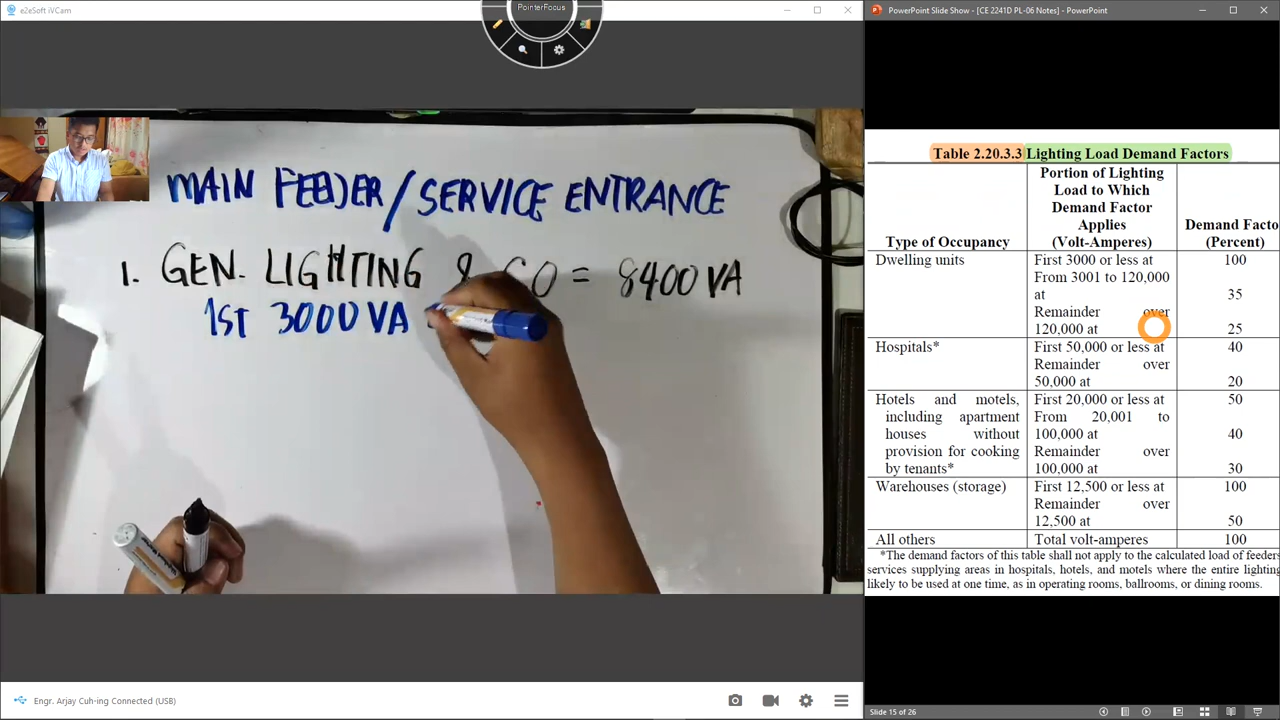 e2eSoft iVCam
PointerFocus
PowerPoint Slide Show - [CE 2241D PL-06 Notes] - PowerPoint
MAIN FEEDER/SERVICE ENTRANCE
1. GEN. LIGHTING & CO = 8400 VA
1ST 3000 VA
Table 2.20.3.3 Lighting Load Demand Factors
Type of Occupancy
Portion of Lighting
Load to Which
Demand Factor
Applies
(Volt-Amperes)
Demand Facto
(Percent)
Dwelling units
First 3000 or less at
100
From 3001 to 120,000
at
35
Remainder over
120,000 at
25
Hospitals*
First 50,000 or less at
40
Remainder over
50,000 at
20
Hotels and motels,
including apartment
houses without
provision for cooking
by tenants*
First 20,000 or less at
50
From 20,001 to
100,000 at
40
Remainder over
100,000 at
30
Warehouses (storage)
First 12,500 or less at
100
Remainder over
12,500 at
50
All others
Total volt-amperes
100
*The demand factors of this table shall not apply to the calculated load of feeders
services supplying areas in hospitals, hotels, and motels where the entire lighting
likely to be used at one time, as in operating rooms, ballrooms, or dining rooms.
Engr. Arjay Cuh-ing Connected (USB)
Slide 15 of 26